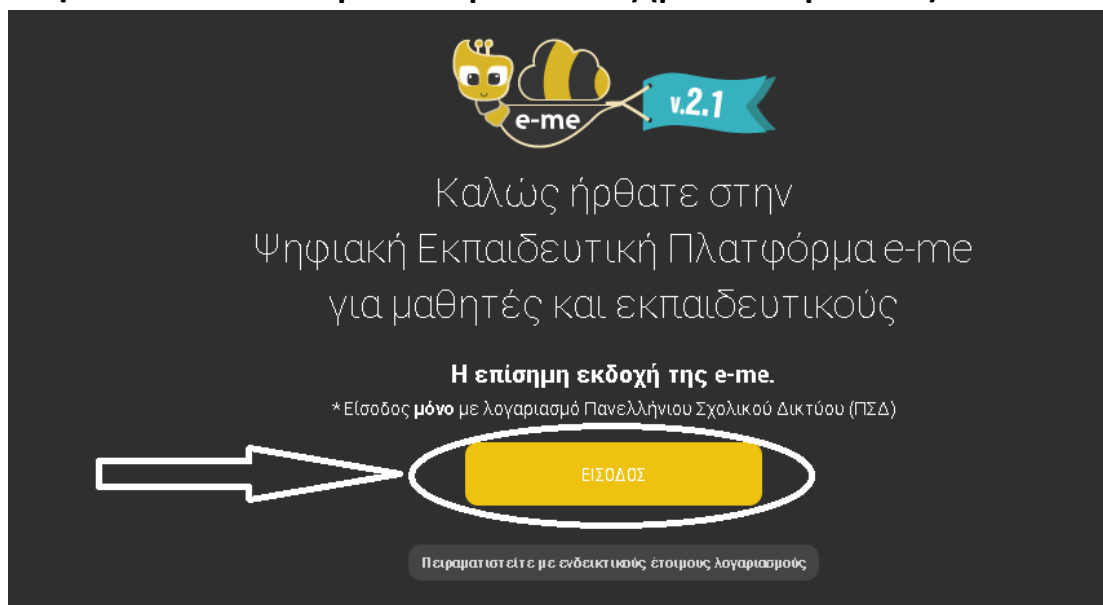 e-me
v.2.1
Καλώς ήρθατε στην
Ψηφιακή Εκπαιδευτική Πλατφόρμα e-me
για μαθητές και εκπαιδευτικούς
Η επίσημη εκδοχή της e-me.
*Είσοδος μόνο με λογαριασμό Πανελλήνιου Σχολικού Δικτύου (ΠΣΔ)
ΕΙΣΟΔΟΣ
Πειραματιστείτε με ενδεικτικούς έτοιμους λογαριασμούς